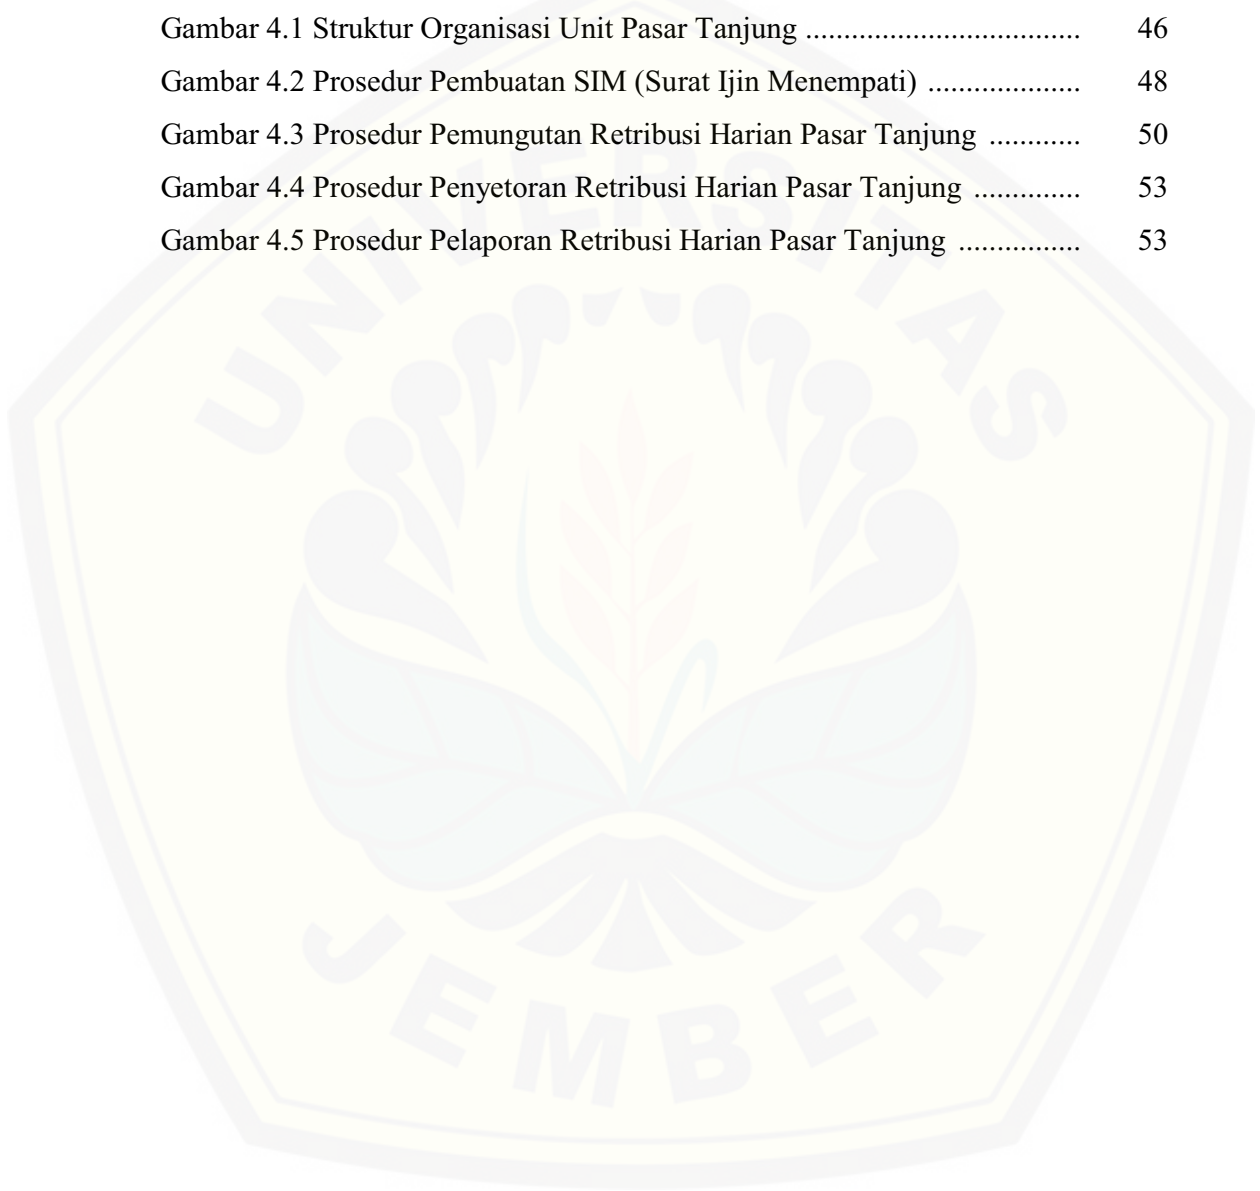 Gambar 4.1 Struktur Organisasi Unit Pasar Tanjung .................................... 46
Gambar 4.2 Prosedur Pembuatan SIM (Surat Ijin Menempati) .................... 48
Gambar 4.3 Prosedur Pemungutan Retribusi Harian Pasar Tanjung ............ 50
Gambar 4.4 Prosedur Penyetoran Retribusi Harian Pasar Tanjung .............. 53
Gambar 4.5 Prosedur Pelaporan Retribusi Harian Pasar Tanjung ................ 53
UNIVERSITAS
JEMBER